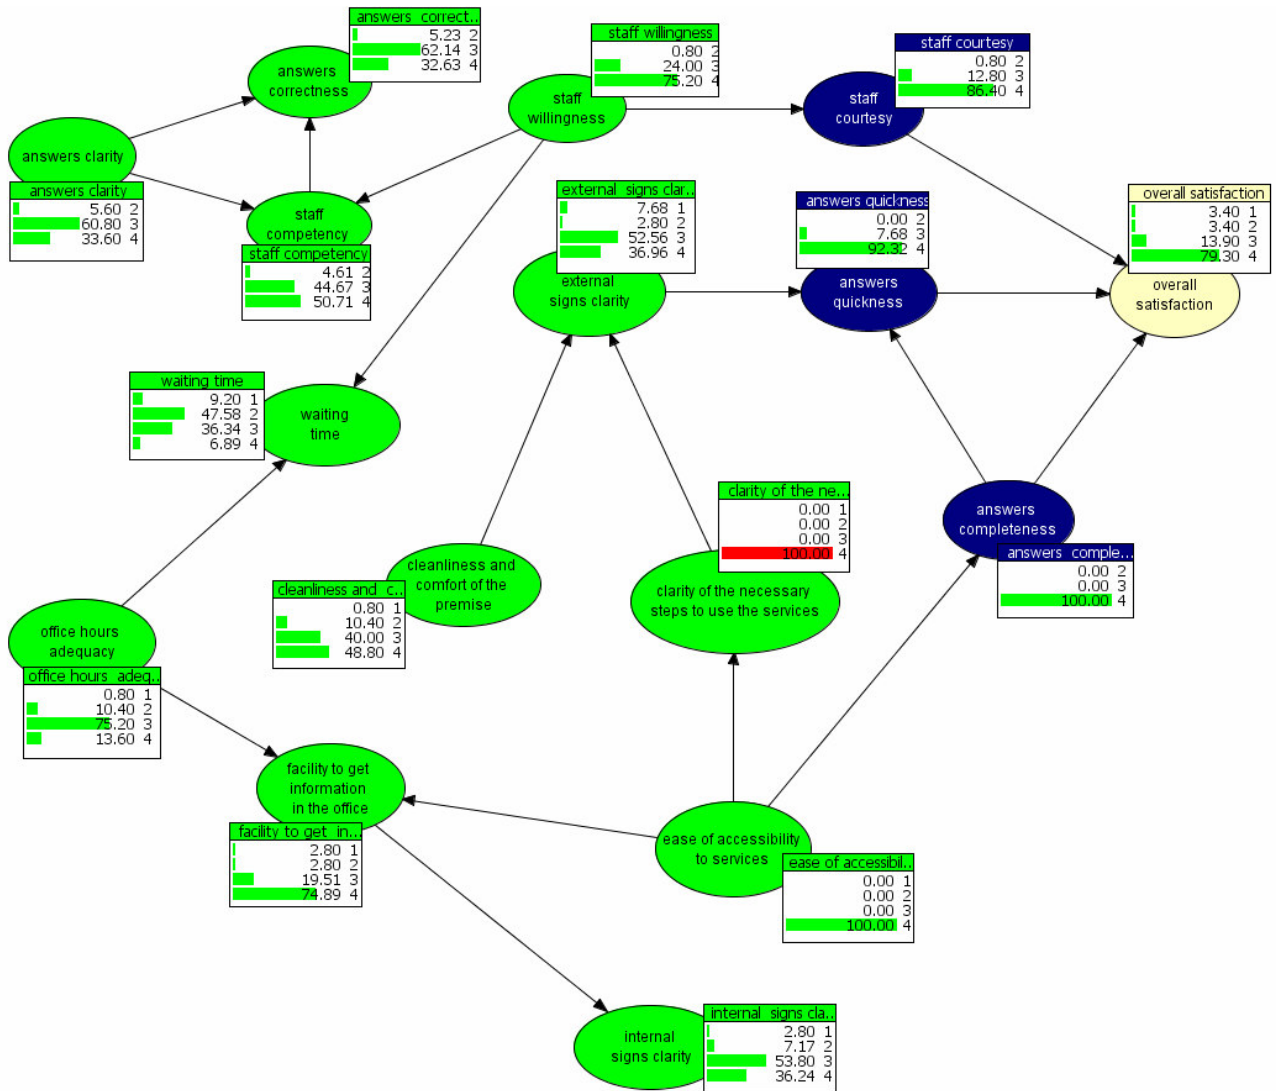 answers correct..
5.23 2
62.14 3
32.63 4
answers
correctness
staff willingness
0.80 2
24.00 3
75.20 4
staff
willingness
staff courtesy
0.80 2
12.80 3
86.40 4
staff
courtesy
answers clarity
answers clarity
5.60 2
60.80 3
33.60 4
staff
competency
staff competency
4.61 2
44.67 3
50.71 4
external signs clar..
7.68 1
2.80 2
52.56 3
36.96 4
external
signs clarity
answers quickness
0.00 2
7.68 3
92.32 4
answers
quickness
overall satisfaction
3.40 1
3.40 2
13.90 3
79.30 4
overall
satisfaction
waiting time
9.20 1
47.58 2
36.34 3
6.89 4
waiting
time
clarity of the ne...
0.00 1
0.00 2
0.00 3
100.00 4
clarity of the necessary
steps to use the services
answers
completeness
answers comple...
0.00 2
0.00 3
100.00 4
cleanliness and
comfort of the
premise
cleanliness and c...
0.80 1
10.40 2
40.00 3
48.80 4
office hours
adequacy
office hours adeq..
0.80 1
10.40 2
75.20 3
13.60 4
facility to get
information
in the office
facility to get in...
2.80 1
2.80 2
19.51 3
74.89 4
ease of accessibility
to services
ease of accessibil..
0.00 1
0.00 2
0.00 3
100.00 4
internal
signs clarity
internal signs cla..
2.80 1
7.17 2
53.80 3
36.24 4